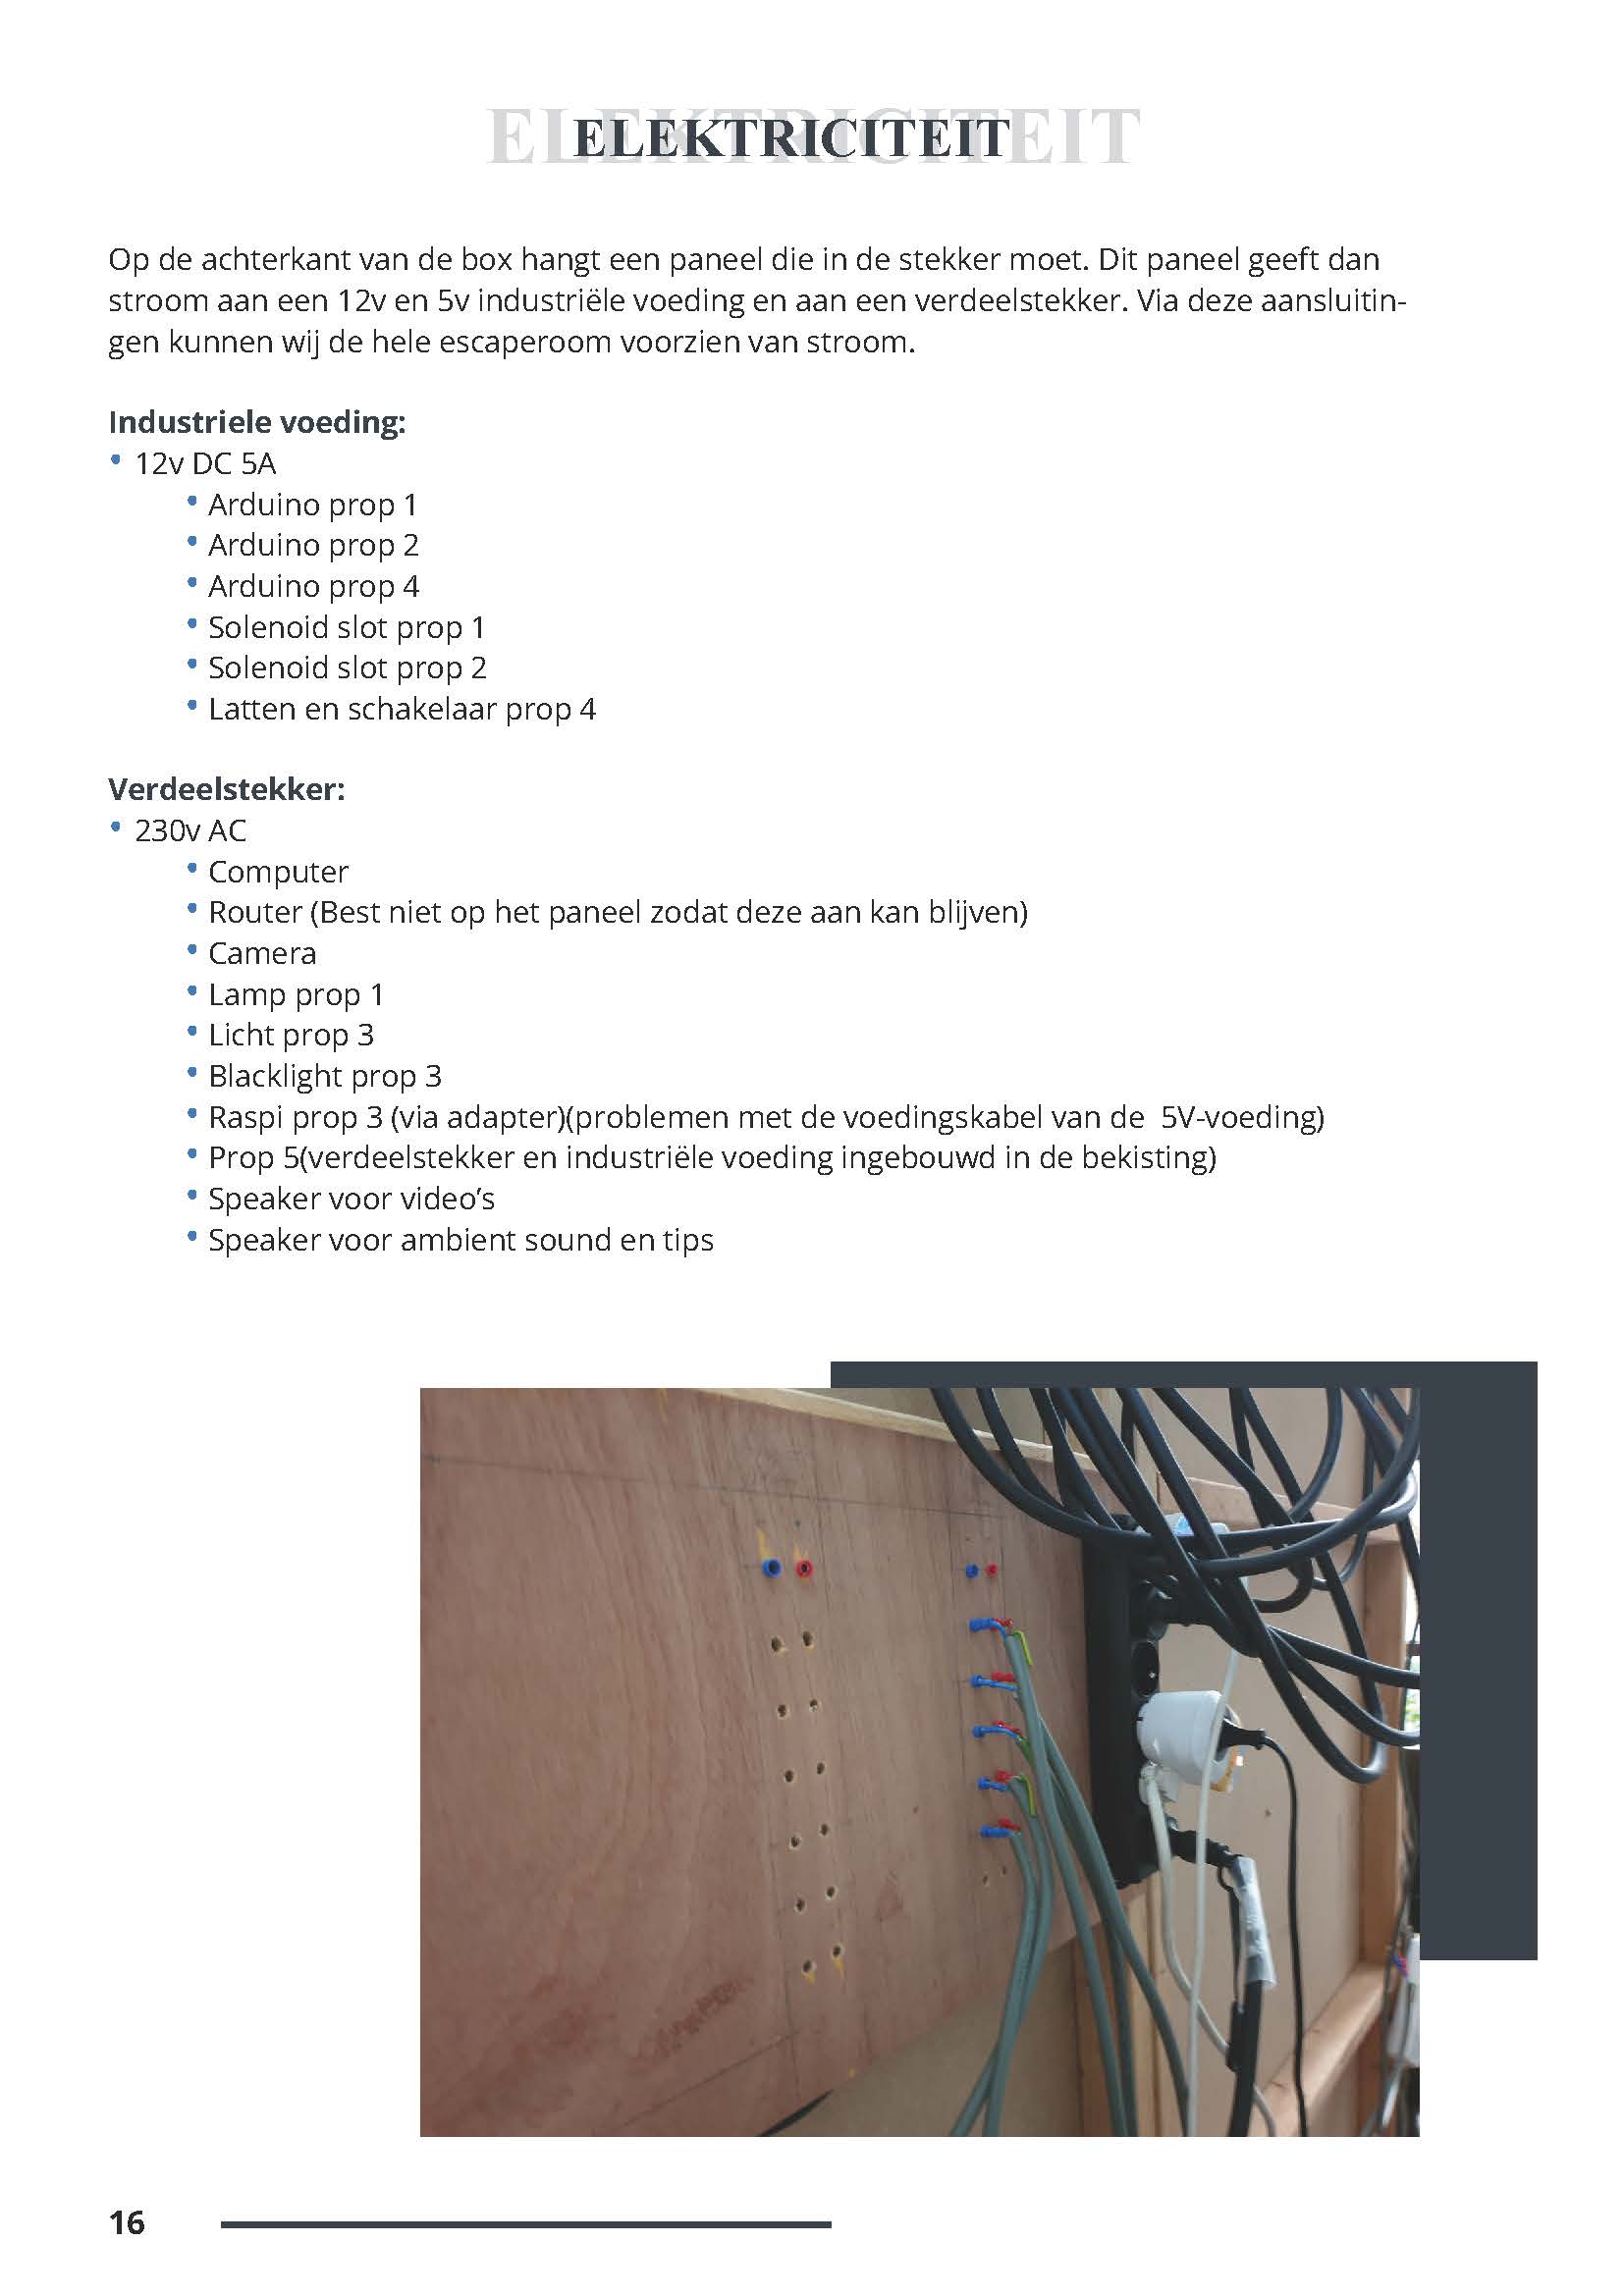 ELEKTRICITEIT
ELEKTRICITEIT
Op de achterkant van de box hangt een paneel die in de stekker moet. Dit paneel geeft dan
stroom aan een 12v en 5v industriële voeding en aan een verdeelstekker. Via deze aansluitin-
gen kunnen wij de hele escaperoom voorzien van stroom.
Industriele voeding:
• 12v DC 5A
• Arduino prop 1
• Arduino prop 2
• Arduino prop 4
• Solenoid slot prop 1
• Solenoid slot prop 2
• Latten en schakelaar prop 4
Verdeelstekker:
• 230v AC
• Computer
• Router (Best niet op het paneel zodat deze aan kan blijven)
• Camera
• Lamp prop 1
• Licht prop 3
• Blacklight prop 3
• Raspi prop 3 (via adapter)(problemen met de voedingskabel van de  5V-voeding)
• Prop 5(verdeelstekker en industriële voeding ingebouwd in de bekisting)
• Speaker voor video’s
• Speaker voor ambient sound en tips
16